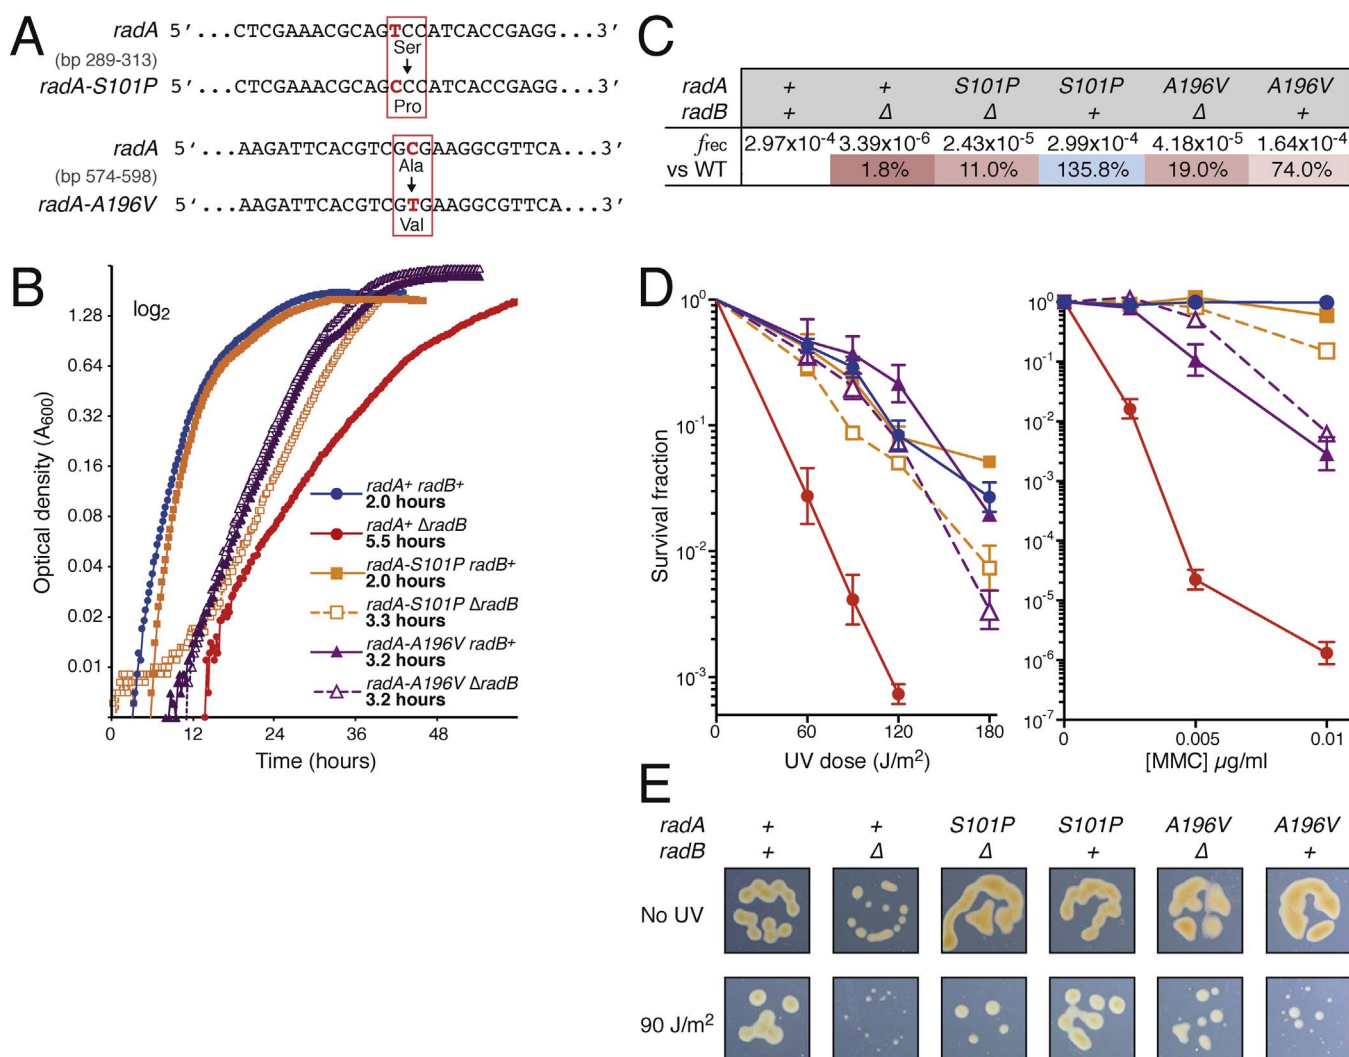 A
radA 5′...CTCGAAACGCAGTCCATCACCGAGG...3′
(bp 289-313)
Ser
radA-S101P 5′...CTCGAAACGCAGCCCATCACCGAGG...3′
Pro
radA 5′...AAGATTCACGTCGCGAAGGCGTTCA...3′
(bp 574-598)
Ala
radA-A196V 5′...AAGATTCACGTCGTGAAGGCGTTCA...3′
Val
B
log2
Optical density (A600)
1.28
0.64
0.32
0.16
0.08
0.04
0.02
0.01
0 12 24 36 48
Time (hours)
radA+ radB+
2.0 hours
radA+ ΔradB
5.5 hours
radA-S101P radB+
2.0 hours
radA-S101P ΔradB
3.3 hours
radA-A196V radB+
3.2 hours
radA-A196V ΔradB
3.2 hours
C
radA + + S101P S101P A196V A196V
radB + Δ Δ + Δ +
frec 2.97x10-4 3.39x10-6 2.43x10-5 2.99x10-4 4.18x10-5 1.64x10-4
vs WT 1.8% 11.0% 135.8% 19.0% 74.0%
D
Survival fraction
10⁰
10⁻¹
10⁻²
10⁻³
0 60 120 180
UV dose (J/m²)
10⁰
10⁻¹
10⁻²
10⁻³
10⁻⁴
10⁻⁵
10⁻⁶
10⁻⁷
0 0.005 0.01
[MMC] µg/ml
E
radA + + S101P S101P A196V A196V
radB + Δ Δ + Δ +
No UV
90 J/m²